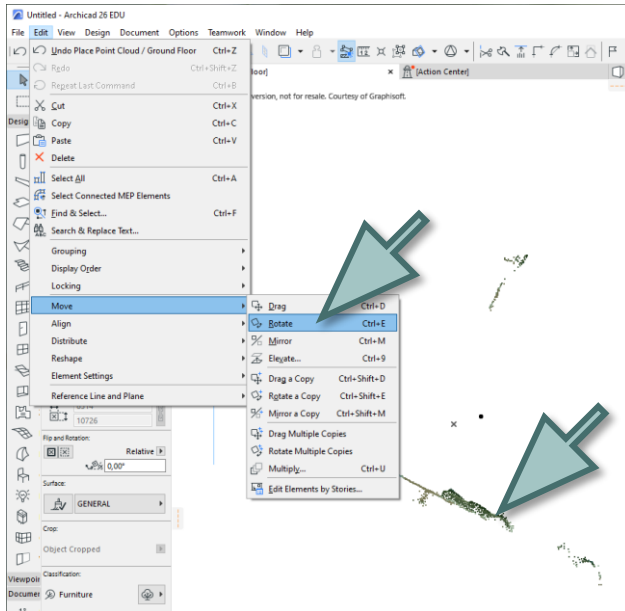 Untitled - Archicad 26 EDU
File Edit View Design Document Options Teamwork Window Help
Undo Place Point Cloud / Ground Floor Ctrl+Z
Redo Ctrl+Shift+Z
Repeat Last Command Ctrl+B
Cut Ctrl+X
Copy Ctrl+C
Paste Ctrl+V
Delete
Select All Ctrl+A
Select Connected MEP Elements
Find & Select... Ctrl+F
Search & Replace Text...
Grouping
Display Order
Locking
Move
Align
Distribute
Reshape
Element Settings
Reference Line and Plane
loor]
[Action Center]
version, not for resale. Courtesy of Graphisoft.
Desig
Drag Ctrl+D
Rotate Ctrl+E
Mirror Ctrl+M
Elevate... Ctrl+9
Drag a Copy Ctrl+Shift+D
Rotate a Copy Ctrl+Shift+E
Mirror a Copy Ctrl+Shift+M
Drag Multiple Copies
Rotate Multiple Copies
Multiply... Ctrl+U
Edit Elements by Stories...
10726
Flip and Rotation:
Relative
0,00°
Surface:
GENERAL
Crop:
Object Cropped
Classification:
Furniture
Viewpoin
Documer